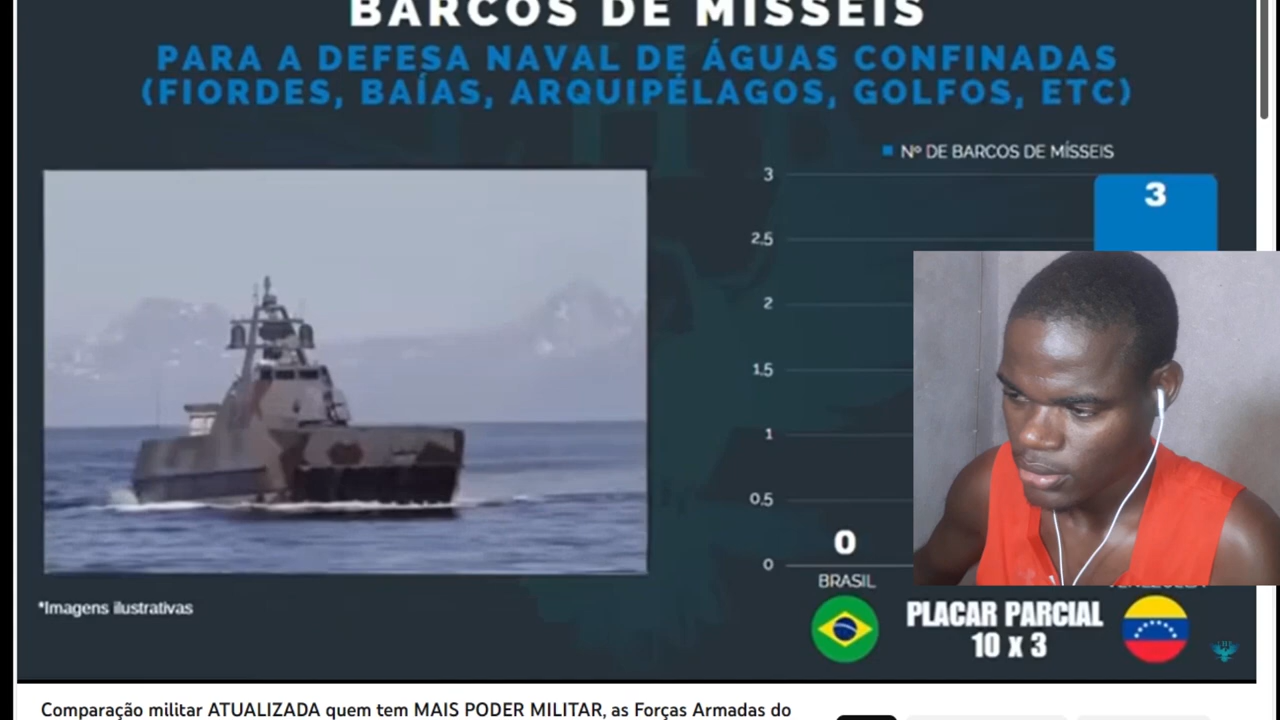 BARCOS DE MÍSSEIS
PARA A DEFESA NAVAL DE ÁGUAS CONFINADAS
(FIORDES, BAÍAS, ARQUIPÉLAGOS, GOLFOS, ETC)
Nº DE BARCOS DE MÍSSEIS
3
3
2,5
2
1,5
1
0,5
0
0
BRASIL
*Imagens ilustrativas
PLACAR PARCIAL
10 x 3
Comparação militar ATUALIZADA quem tem MAIS PODER MILITAR, as Forças Armadas do